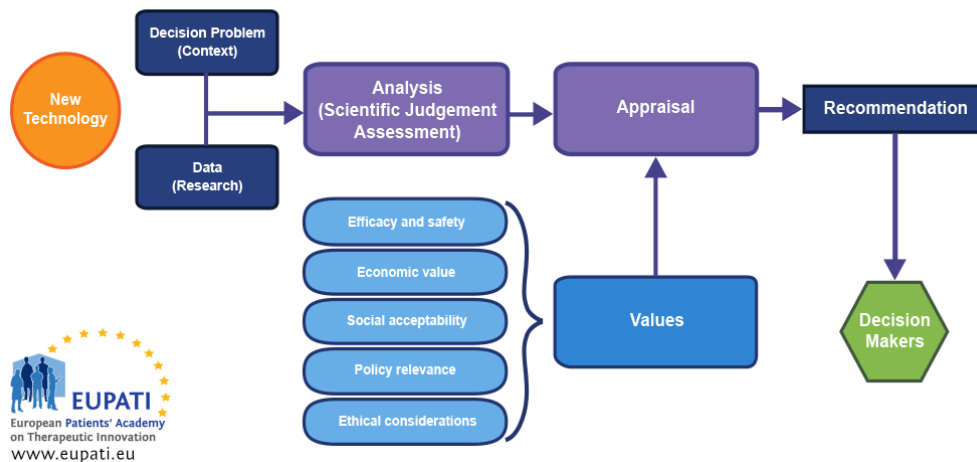 New
Technology
Decision Problem
(Context)
Data
(Research)
Analysis
(Scientific Judgement
Assessment)
Appraisal
Recommendation
Efficacy and safety
Economic value
Social acceptability
Policy relevance
Ethical considerations
Values
Decision
Makers
EUPATI
European Patients' Academy
on Therapeutic Innovation
www.eupati.eu